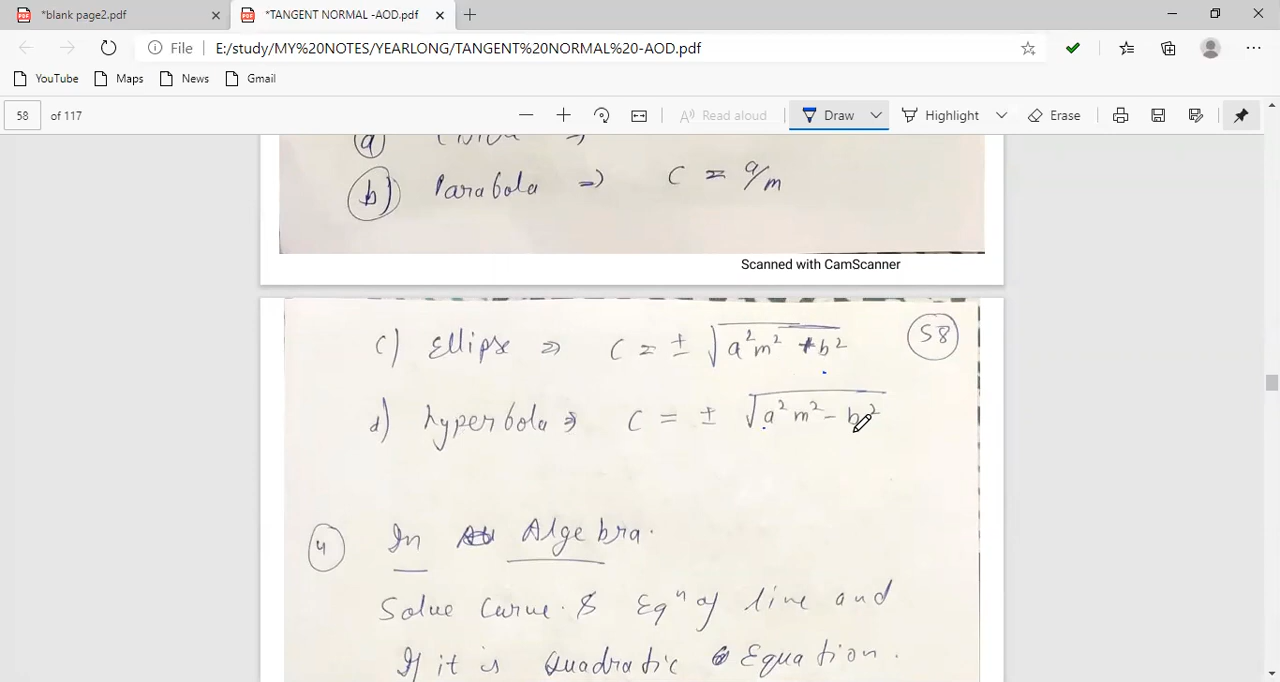 *blank page2.pdf
*TANGENT NORMAL -AOD.pdf
File E:/study/MY%20NOTES/YEARLONG/TANGENT%20NORMAL%20-AOD.pdf
YouTube Maps News Gmail
58 of 117
Read aloud Draw Highlight Erase
(a)
(b) Parabola ⇒ C = a/m
Scanned with CamScanner
58
c) Ellipse ⇒ C = ± √a²m² + b²
d) hyperbola ⇒ C = ± √a²m² - b²
4 In Algebra.
Solve Curve & Eqⁿ of line and
If it is Quadratic Equation.